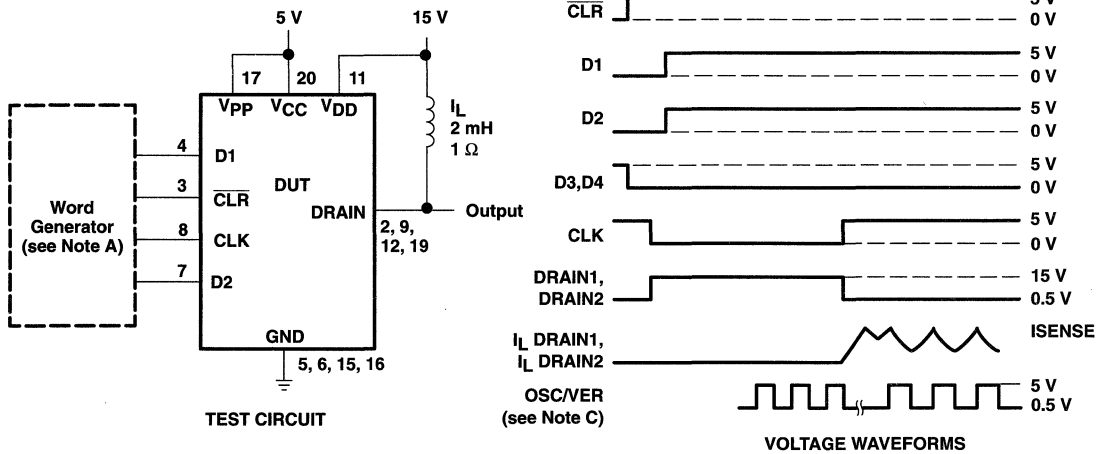 5 V
15 V
17
20
11
VPP
VCC
VDD
IL
2 mH
1 Ω
4
D1
3
CLR
DUT
Word
Generator
(see Note A)
DRAIN
Output
2, 9,
12, 19
8
CLK
7
D2
GND
5, 6, 15, 16
TEST CIRCUIT
CLR
5 V
0 V
D1
5 V
0 V
D2
5 V
0 V
D3,D4
5 V
0 V
CLK
5 V
0 V
DRAIN1,
DRAIN2
15 V
0.5 V
IL DRAIN1,
IL DRAIN2
ISENSE
OSC/VER
(see Note C)
5 V
0.5 V
VOLTAGE WAVEFORMS